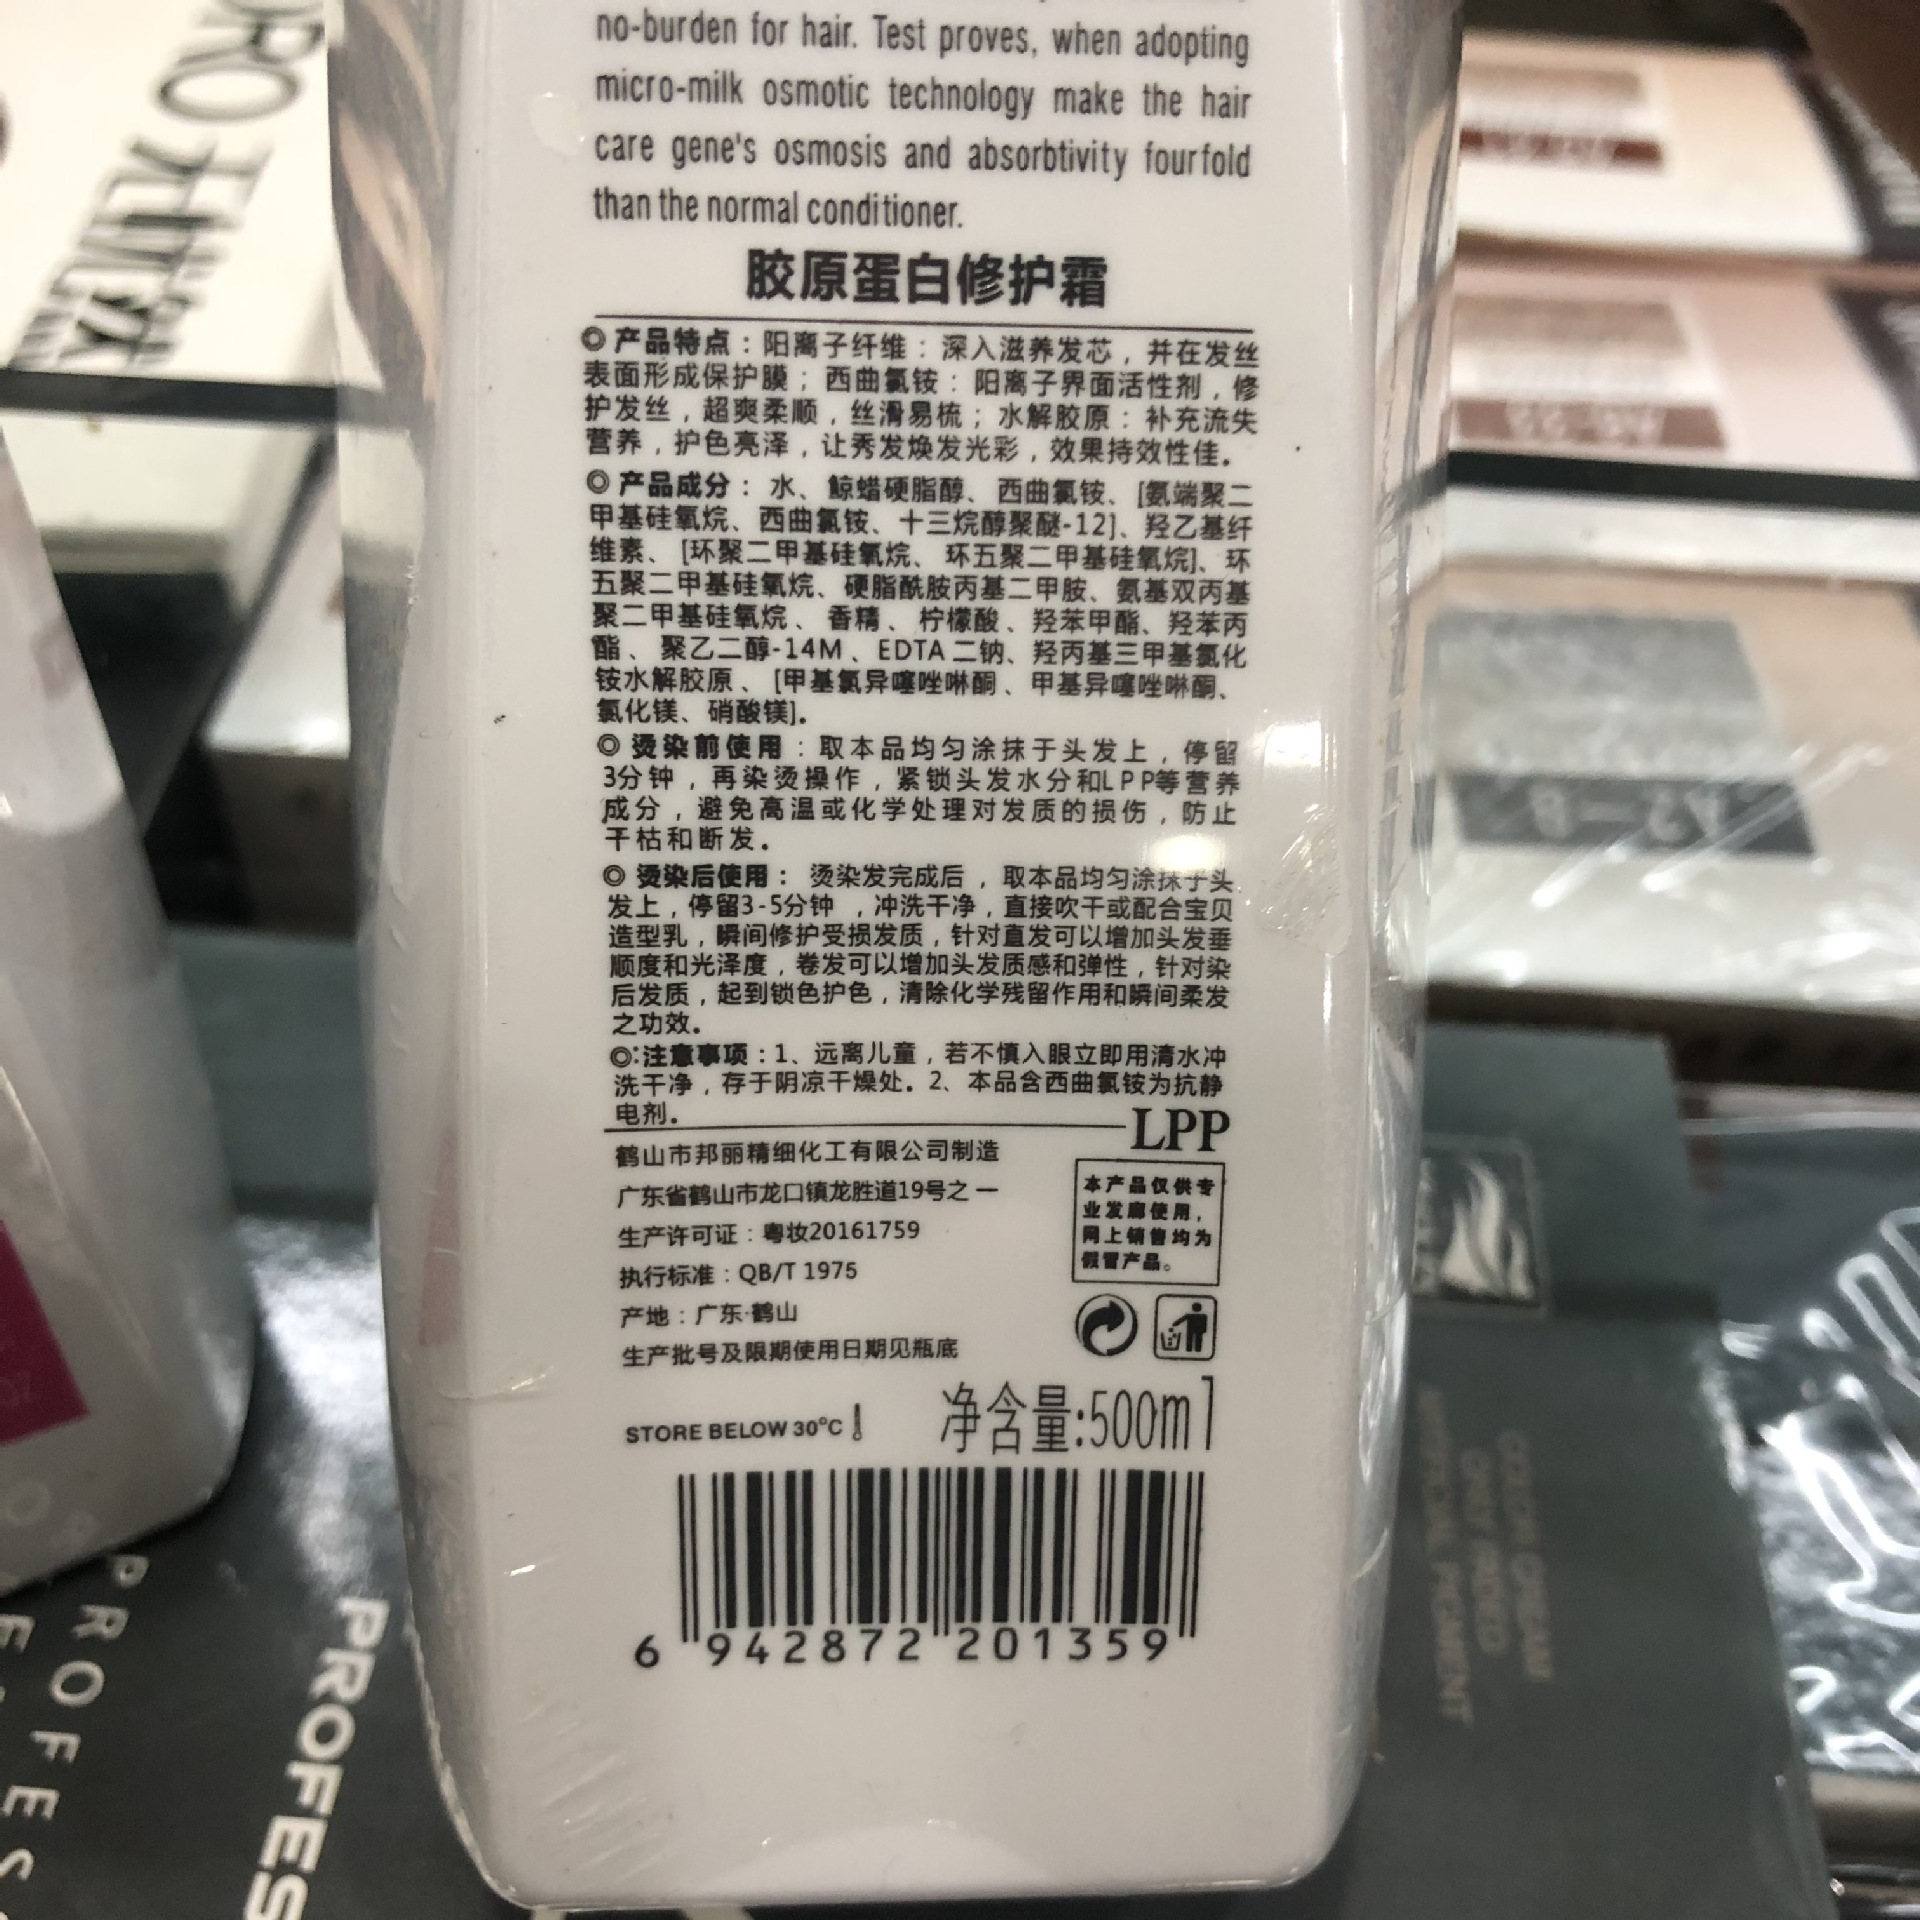 no-burden for hair. Test proves, when adopting
micro-milk osmotic technology make the hair
care gene's osmosis and absorbtivity fourfold
than the normal conditioner.
胶原蛋白修护霜
◎产品特点：阳离子纤维：深入滋养发芯，并在发丝
表面形成保护膜；西曲氯铵：阳离子界面活性剂，修
护发丝，超爽柔顺，丝滑易梳；水解胶原：补充流失
营养，护色亮泽，让秀发焕发光彩，效果持效性佳。
◎产品成分：水、鲸蜡硬脂醇、西曲氯铵、[氨端聚二
甲基硅氧烷、西曲氯铵、十三烷醇聚醚-12]、羟乙基纤
维素、[环聚二甲基硅氧烷、环五聚二甲基硅氧烷]、环
五聚二甲基硅氧烷、硬脂酰胺丙基二甲胺、氨基双丙基
聚二甲基硅氧烷、香精、柠檬酸、羟苯甲酯、羟苯丙
酯、聚乙二醇-14M、EDTA二钠、羟丙基三甲基氯化
铵水解胶原、[甲基氯异噻唑啉酮、甲基异噻唑啉酮、
氯化镁、硝酸镁]。
◎烫染前使用：取本品均匀涂抹于头发上，停留
3分钟，再染烫操作，紧锁头发水分和LPP等营养
成分，避免高温或化学处理对发质的损伤，防止
干枯和断发。
◎烫染后使用：烫染发完成后，取本品均匀涂抹于头
发上，停留3-5分钟，冲洗干净，直接吹干或配合宝贝
造型乳，瞬间修护受损发质，针对直发可以增加头发垂
顺度和光泽度，卷发可以增加头发质感和弹性，针对染
后发质，起到锁色护色，清除化学残留作用和瞬间柔发
之功效。
◎:注意事项：1、远离儿童，若不慎入眼立即用清水冲
洗干净，存于阴凉干燥处。2、本品含西曲氯铵为抗静
电剂。
LPP
鹤山市邦丽精细化工有限公司制造
广东省鹤山市龙口镇龙胜道19号之一
生产许可证：粤妆20161759
执行标准：QB/T 1975
产地：广东·鹤山
生产批号及限期使用日期见瓶底
本产品仅供专
业发廊使用，
网上销售均为
假冒产品。
STORE BELOW 30℃
净含量:500ml
6 942872 201359
PROFES
PROFES
A2-8
COLOR CREAM
ONLY ADDED
SPECIAL PIGMENT